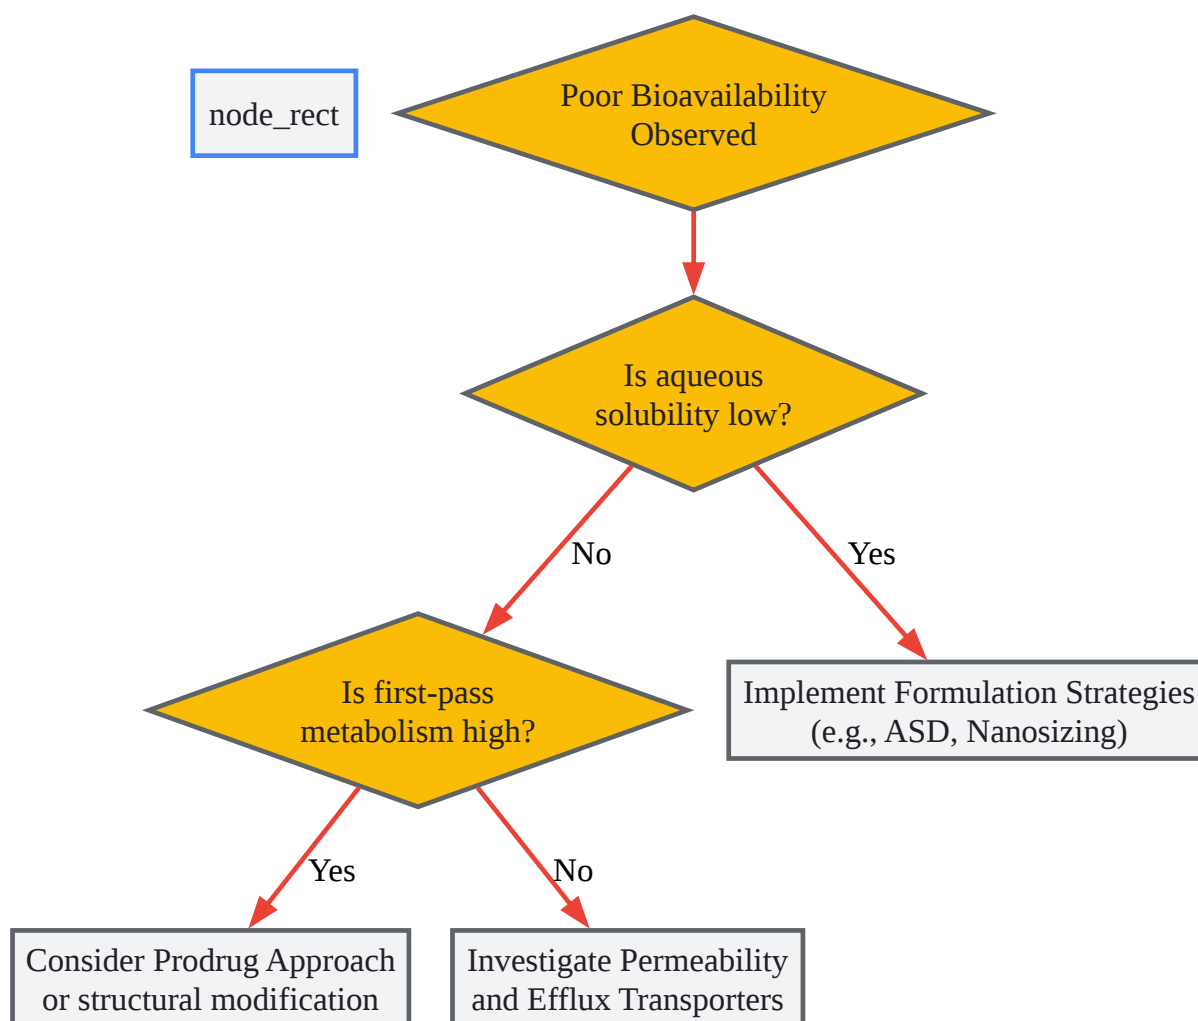 node_rect
Poor Bioavailability
Observed
Is aqueous
solubility low?
No
Yes
Is first-pass
metabolism high?
Implement Formulation Strategies
(e.g., ASD, Nanosizing)
Yes
No
Consider Prodrug Approach
or structural modification
Investigate Permeability
and Efflux Transporters